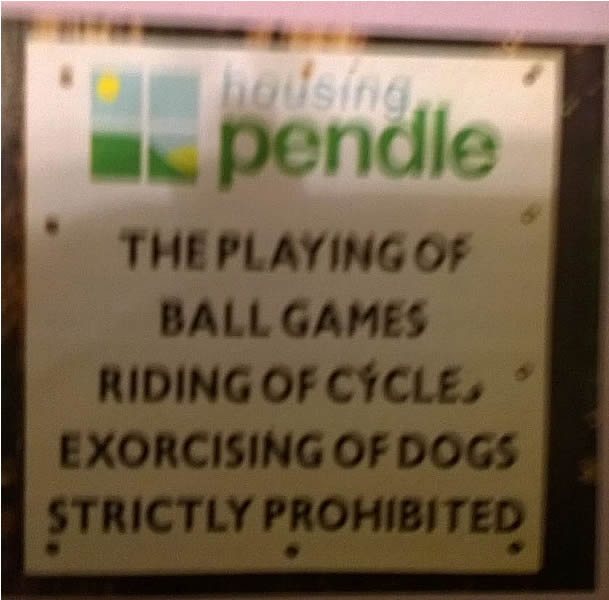 housing
pendle
THE PLAYING OF
BALL GAMES
RIDING OF CYCLES
EXORCISING OF DOGS
STRICTLY PROHIBITED